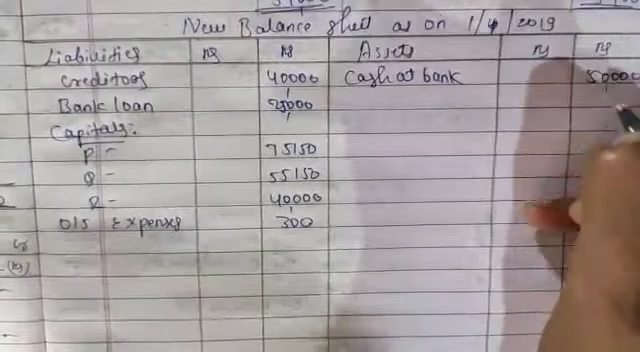 New Balance Sheet as on 1/4/2019
Liabilities Rs Rs Assets Rs Rs
Creditors 40000 Cash at bank 50000
Bank loan 25000
Capitals:
P - 75150
Q - 55150
R - 40000
O/S Expenses 300